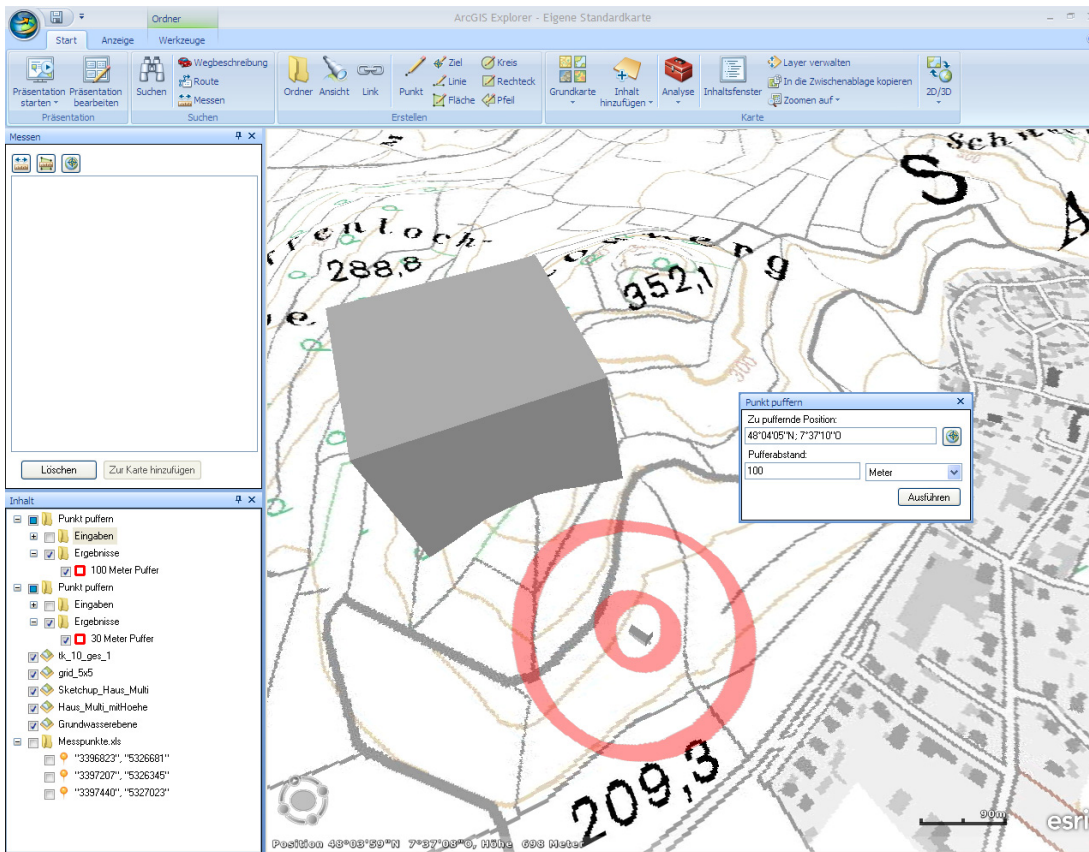 Ordner
ArcGIS Explorer - Eigene Standardkarte
Start
Anzeige
Werkzeuge
Präsentation starten
Präsentation bearbeiten
Präsentation
Suchen
Wegbeschreibung
Route
Messen
Suchen
Ordner
Ansicht
Link
Punkt
Ziel
Linie
Fläche
Kreis
Rechteck
Pfeil
Erstellen
Grundkarte
Inhalt hinzufügen
Analyse
Inhaltsfenster
Layer verwalten
In die Zwischenablage kopieren
Zoomen auf
2D/3D
Karte
Messen
Löschen
Zur Karte hinzufügen
Inhalt
Punkt puffern
Eingaben
Ergebnisse
100 Meter Puffer
Punkt puffern
Eingaben
Ergebnisse
30 Meter Puffer
tk_10_ges_1
grid_5x5
Sketchup_Haus_Multi
Haus_Multi_mitHoehe
Grundwasserebene
Messpunkte.xls
"3396823", "5326681"
"3397207", "5326345"
"3397440", "5327023"
288,8
352,1
S
A
300
300
Punkt puffern
Zu puffernde Position:
48°04'05"N; 7°37'10"O
Pufferabstand:
100
Meter
Ausführen
209,3
90m
esri
Position 48°03'59"N 7°37'08"O, Höhe 698 Meter